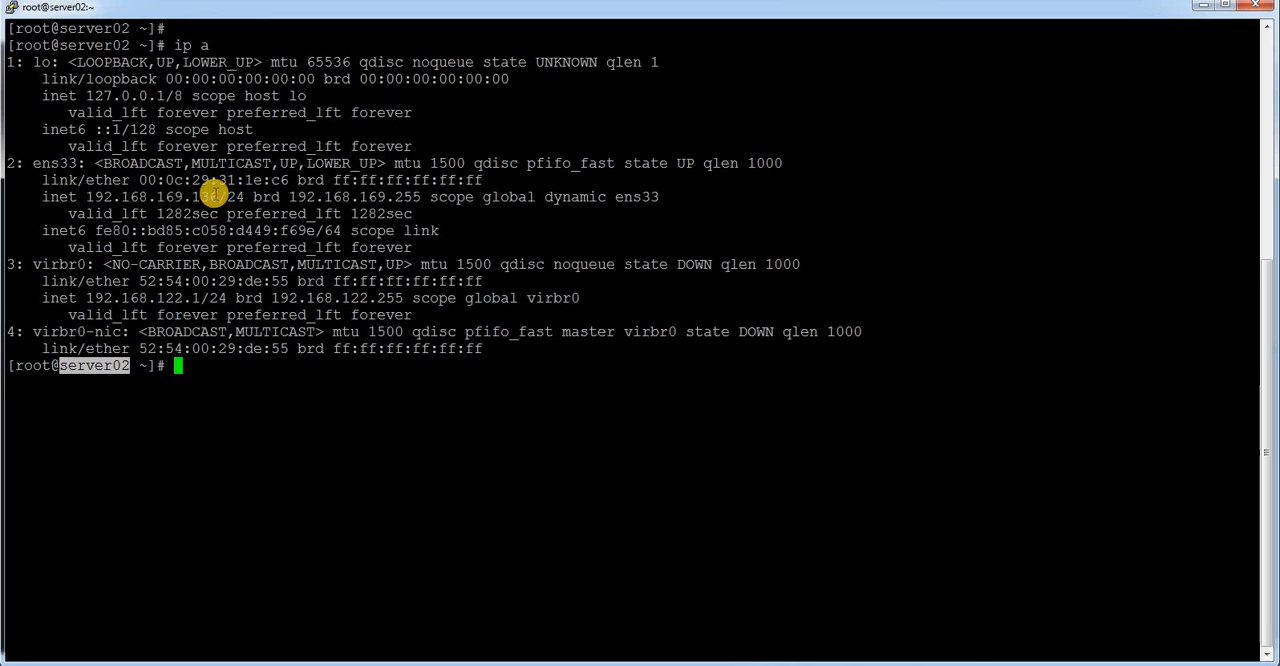 root@server02:~
[root@server02 ~]#
[root@server02 ~]# ip a
1: lo: <LOOPBACK,UP,LOWER_UP> mtu 65536 qdisc noqueue state UNKNOWN qlen 1
link/loopback 00:00:00:00:00:00 brd 00:00:00:00:00:00
inet 127.0.0.1/8 scope host lo
valid_lft forever preferred_lft forever
inet6 ::1/128 scope host
valid_lft forever preferred_lft forever
2: ens33: <BROADCAST,MULTICAST,UP,LOWER_UP> mtu 1500 qdisc pfifo_fast state UP qlen 1000
link/ether 00:0c:29:31:1e:c6 brd ff:ff:ff:ff:ff:ff
inet brd 192.168.169.255 scope global dynamic ens33
valid_lft 1282sec preferred_lft 1282sec
inet6 fe80::bd85:c058:d449:f69e/64 scope link
valid_lft forever preferred_lft forever
3: virbr0: <NO-CARRIER,BROADCAST,MULTICAST,UP> mtu 1500 qdisc noqueue state DOWN qlen 1000
link/ether 52:54:00:29:de:55 brd ff:ff:ff:ff:ff:ff
inet 192.168.122.1/24 brd 192.168.122.255 scope global virbr0
valid_lft forever preferred_lft forever
4: virbr0-nic: <BROADCAST,MULTICAST> mtu 1500 qdisc pfifo_fast master virbr0 state DOWN qlen 1000
link/ether 52:54:00:29:de:55 brd ff:ff:ff:ff:ff:ff
[root@server02 ~]#